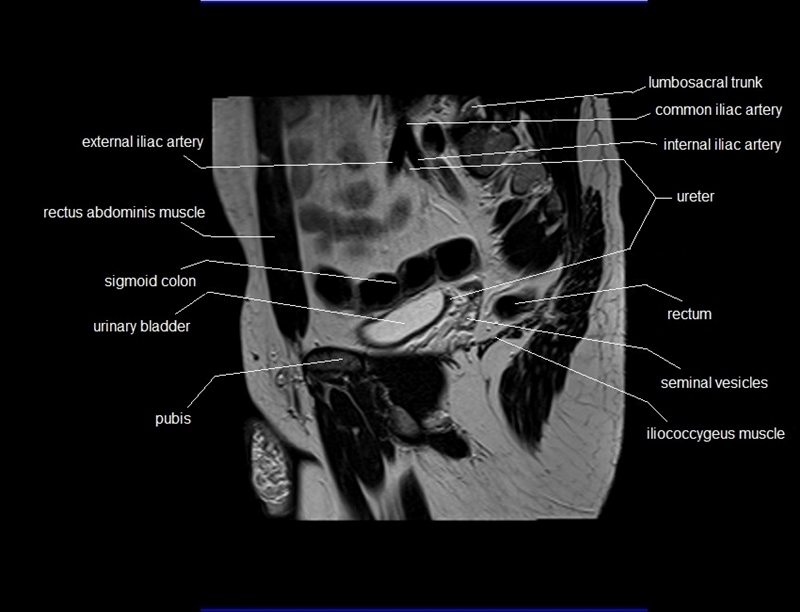 lumbosacral trunk
common iliac artery
external iliac artery
internal iliac artery
ureter
rectus abdominis muscle
sigmoid colon
rectum
urinary bladder
seminal vesicles
pubis
iliococcygeus muscle